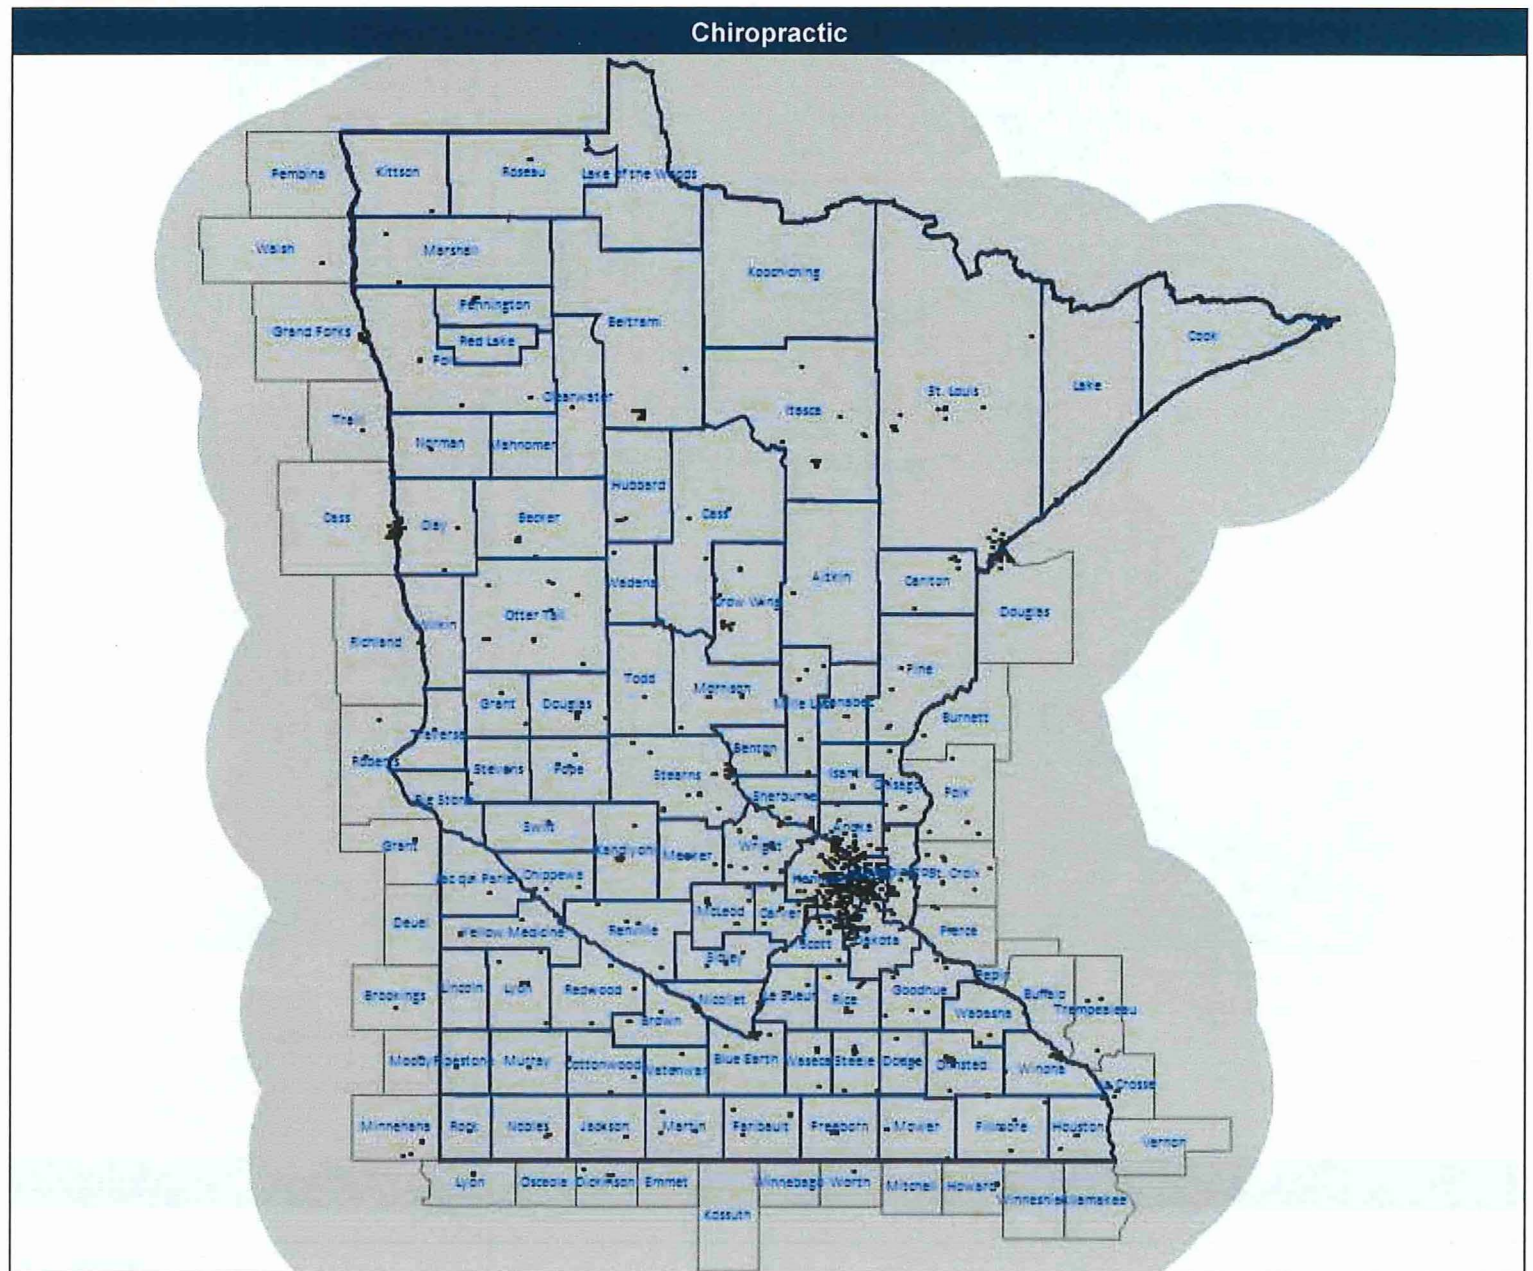 Chiropractic
Pembina
Kittson
Roseau
Lake of the Woods
Walsh
Marshall
Koochiching
Pennington
Grand Forks
Beltrami
Red Lake
Cook
Clearwater
Traill
Itasca
St. Louis
Lake
Norman
Mahnomen
Hubbard
Cass
Clay
Becker
Cass
Aitkin
Carlton
Wadena
Crow Wing
Otter Tail
Wilkin
Richland
Douglas
Pine
Todd
Morrison
Grant
Douglas
Mille L
Kanabec
Burnett
Traverse
Benton
Roberts
Stevens
Pope
Stearns
Isanti
Chisago
Big Stone
Sherburne
Polk
Swift
Anoka
Grant
Kandiyohi
Meeker
Wright
Lac qui Parle
Chippewa
St. Croix
McLeod
Carver
Deuel
Yellow Medicine
Renville
Pierce
Scott
Dakota
Sibley
Pepin
Lincoln
Lyon
Redwood
Brookings
Nicollet
Le Sueur
Rice
Goodhue
Buffalo
Wabasha
Trempealeau
Brown
Moody
Pipestone
Murray
Cottonwood
Watonwan
Blue Earth
Waseca
Steele
Dodge
Olmsted
Winona
La Crosse
Minnehaha
Rock
Nobles
Jackson
Martin
Faribault
Freeborn
Mower
Fillmore
Houston
Vernon
Lyon
Osceola
Dickinson
Emmet
Winnebago
Worth
Mitchell
Howard
Winneshiek
Allamakee
Kossuth